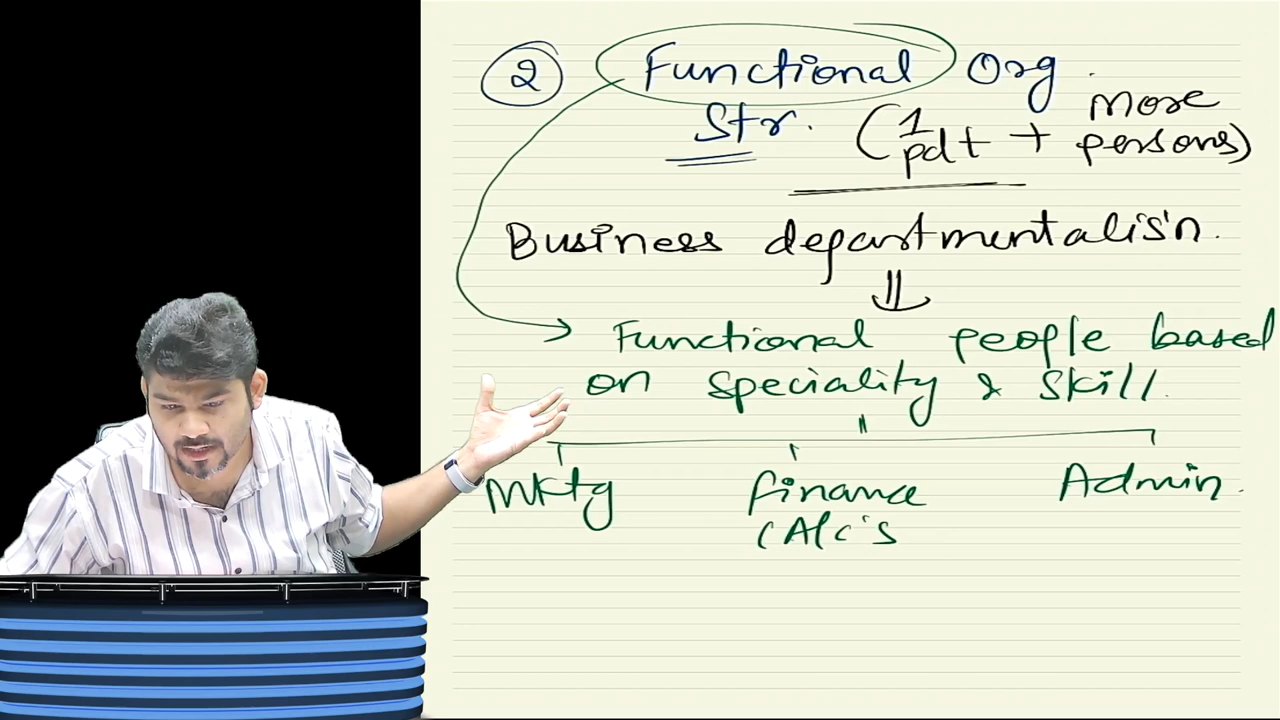 ② Functional Org.
Str. (1 pdt + more persons)
Business departmentalis'n.
⇓
→ Functional people based
on speciality & skill.
Mktg finance Admin.
(A/c's